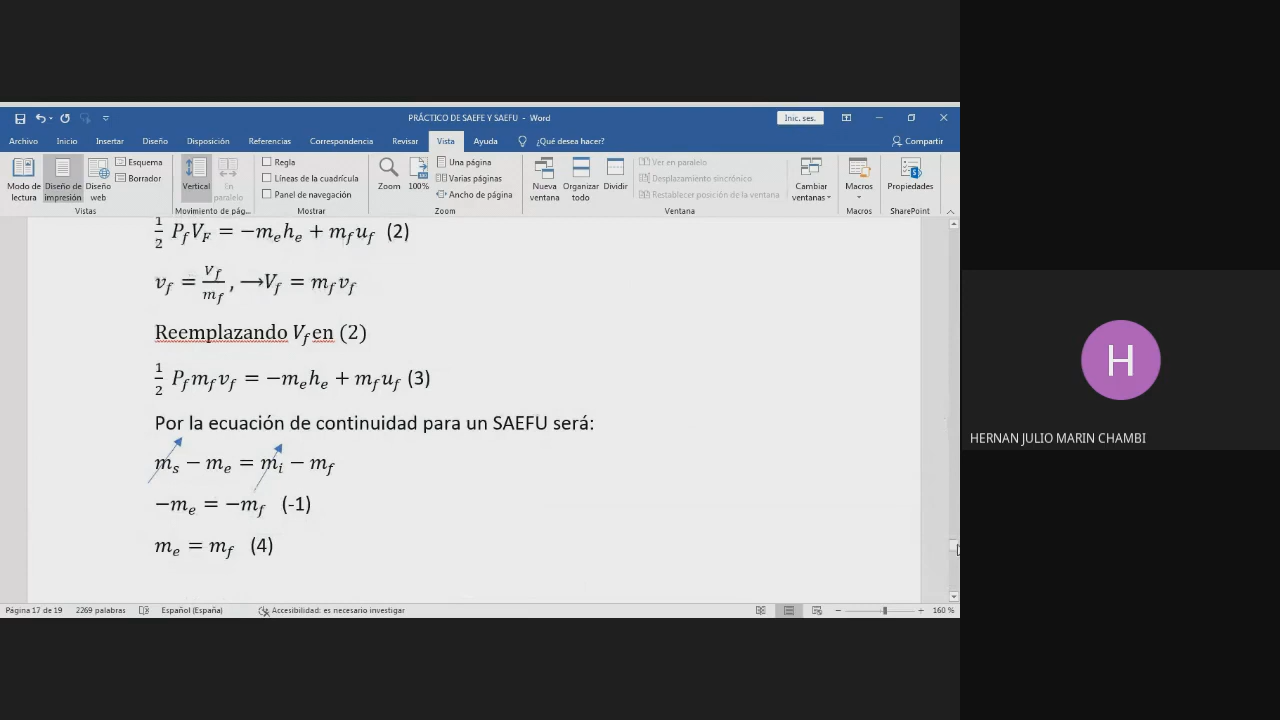 PRÁCTICO DE SAEFE Y SAEFU - Word
Inic. ses.
Archivo Inicio Insertar Diseño Disposición Referencias Correspondencia Revisar Vista Ayuda ¿Qué desea hacer? Compartir
Modo de lectura
Diseño de impresión
Diseño web
Esquema
Borrador
Vistas
Vertical
En paralelo
Movimiento de pág...
Regla
Líneas de la cuadrícula
Panel de navegación
Mostrar
Zoom
100%
Una página
Varias páginas
Ancho de página
Zoom
Nueva ventana
Organizar todo
Dividir
Ver en paralelo
Desplazamiento sincrónico
Restablecer posición de la ventana
Ventana
Cambiar ventanas
Macros
Macros
Propiedades
SharePoint
1/2 P_f V_F = −m_e h_e + m_f u_f (2)
v_f = V_f/m_f , ⟶V_f = m_f v_f
Reemplazando V_f en (2)
1/2 P_f m_f v_f = −m_e h_e + m_f u_f (3)
Por la ecuación de continuidad para un SAEFU será:
m_s − m_e = m_i − m_f
−m_e = −m_f (-1)
m_e = m_f (4)
Página 17 de 19 2269 palabras Español (España) Accesibilidad: es necesario investigar 160 %
H
HERNAN JULIO MARIN CHAMBI